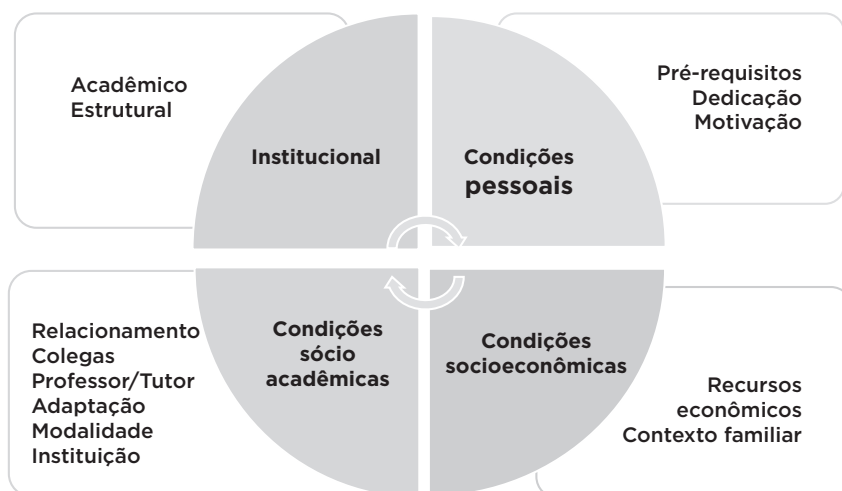 Acadêmico
Estrutural
Institucional
Pré-requisitos
Dedicação
Motivação
Condições
pessoais
Relacionamento
Colegas
Professor/Tutor
Adaptação
Modalidade
Instituição
Condições
sócio
acadêmicas
Condições
socioeconômicas
Recursos
econômicos
Contexto familiar